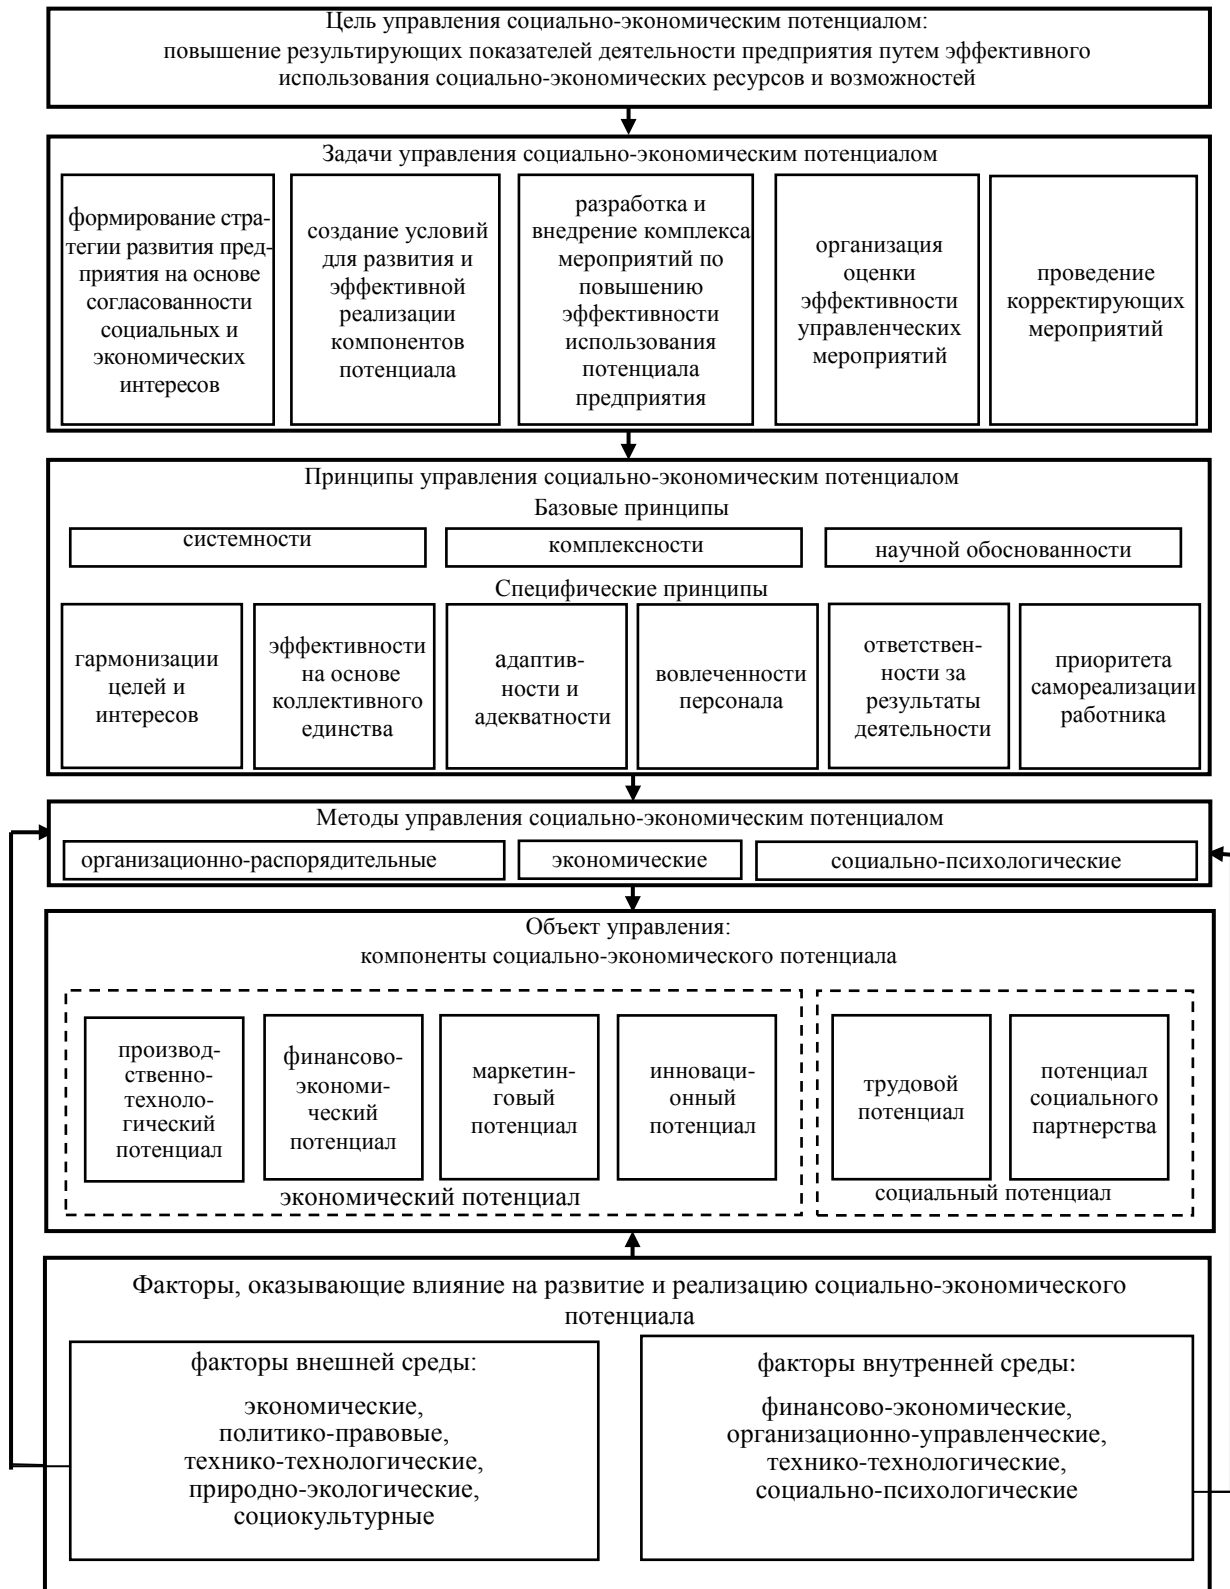 Цель управления социально-экономическим потенциалом:
повышение результирующих показателей деятельности предприятия путем эффективного
использования социально-экономических ресурсов и возможностей
Задачи управления социально-экономическим потенциалом
формирование стра-
тегии развития пред-
приятия на основе
согласованности
социальных и
экономических
интересов
создание условий
для развития и
эффективной
реализации
компонентов
потенциала
разработка и
внедрение комплекса
мероприятий по
повышению
эффективности
использования
потенциала
предприятия
организация
оценки
эффективности
управленческих
мероприятий
проведение
корректирующих
мероприятий
Принципы управления социально-экономическим потенциалом
Базовые принципы
системности
комплексности
научной обоснованности
Специфические принципы
гармонизации
целей и
интересов
эффективности
на основе
коллективного
единства
адаптив-
ности и
адекватности
вовлеченности
персонала
ответствен-
ности за
результаты
деятельности
приоритета
самореализации
работника
Методы управления социально-экономическим потенциалом
организационно-распорядительные
экономические
социально-психологические
Объект управления:
компоненты социально-экономического потенциала
производ-
ственно-
техноло-
гический
потенциал
финансово-
экономи-
ческий
потенциал
маркетин-
говый
потенциал
инноваци-
онный
потенциал
экономический потенциал
трудовой
потенциал
потенциал
социального
партнерства
социальный потенциал
Факторы, оказывающие влияние на развитие и реализацию социально-экономического
потенциала
факторы внешней среды:
экономические,
политико-правовые,
технико-технологические,
природно-экологические,
социокультурные
факторы внутренней среды:
финансово-экономические,
организационно-управленческие,
технико-технологические,
социально-психологические